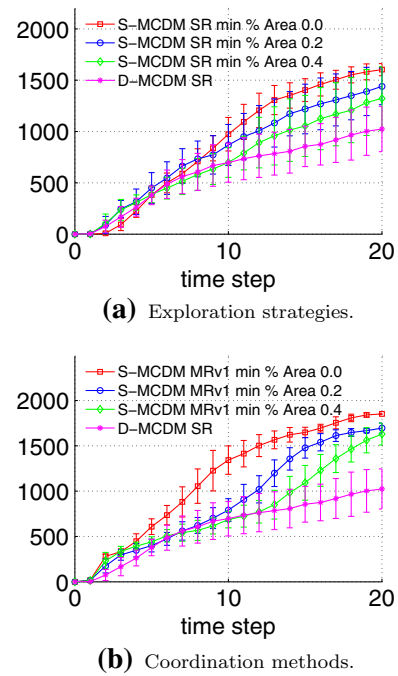 2000
1500
1000
500
0
S−MCDM SR min % Area 0.0
S−MCDM SR min % Area 0.2
S−MCDM SR min % Area 0.4
D−MCDM SR
0 10 20
time step
(a) Exploration strategies.
2000
1500
1000
500
0
S−MCDM MRv1 min % Area 0.0
S−MCDM MRv1 min % Area 0.2
S−MCDM MRv1 min % Area 0.4
D−MCDM SR
0 10 20
time step
(b) Coordination methods.